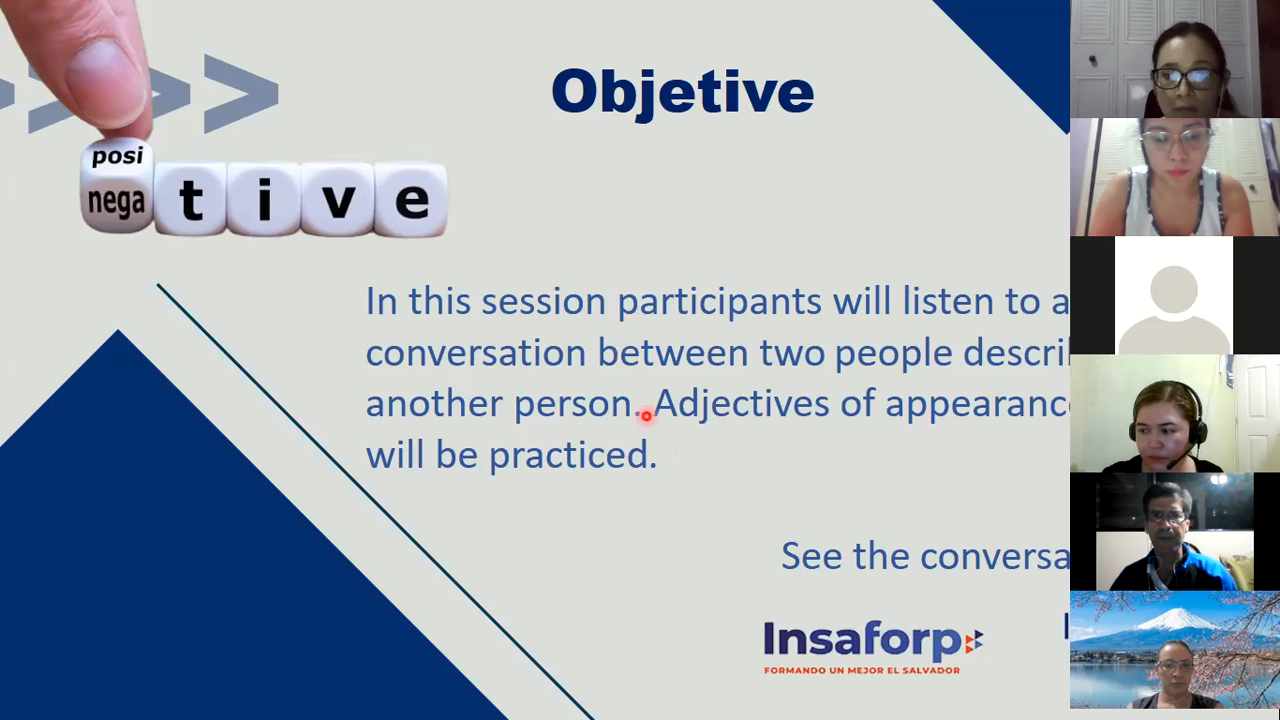 Objetive
posi
nega t i v e
In this session participants will listen to a
conversation between two people descri
another person. Adjectives of appearanc
will be practiced.
See the conversa
Insaforp
FORMANDO UN MEJOR EL SALVADOR